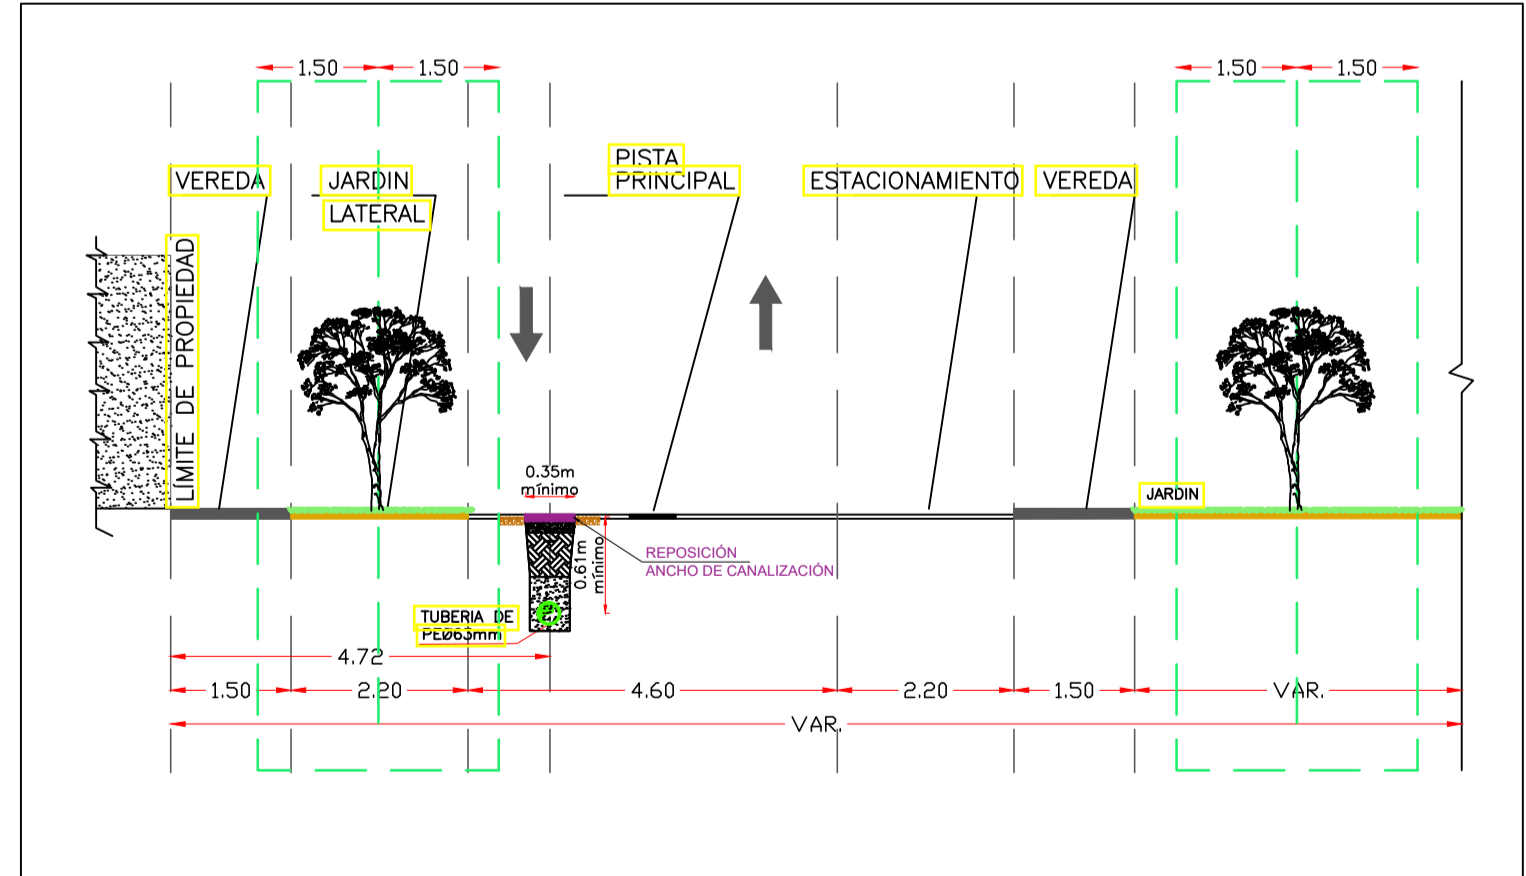 1.50 1.50 1.50 1.50
PISTA
VEREDA JARDIN PRINCIPAL ESTACIONAMIENTO VEREDA
LATERAL
LÍMITE DE PROPIEDAD
0.35m
mínimo
JARDIN
0.61m
mínimo
REPOSICIÓN
ANCHO DE CANALIZACIÓN
TUBERIA DE
PEØ63mm
4.72
1.50 2.20 4.60 2.20 1.50 VAR.
VAR.